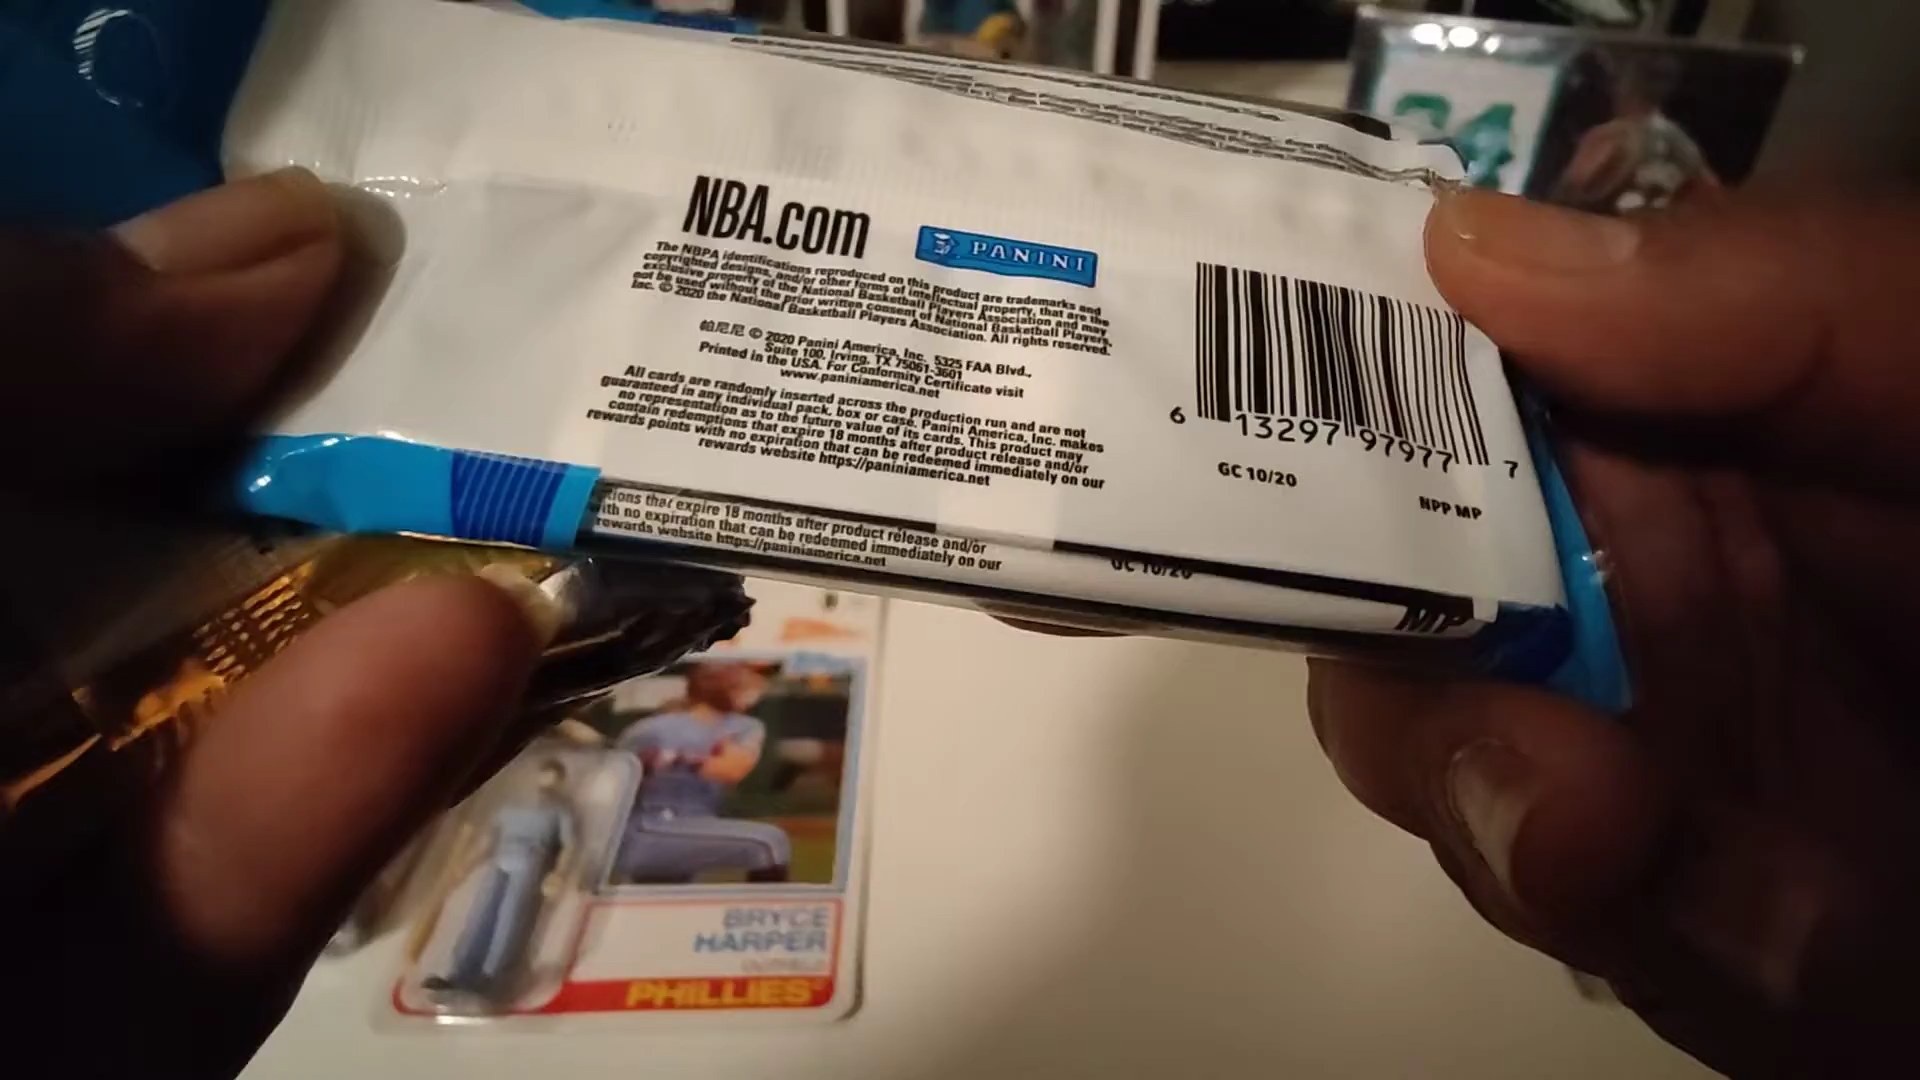 34
NBA.com
PANINI
The NBPA identifications reproduced on this product are trademarks and
copyrighted designs, and/or other forms of intellectual property, that are the
exclusive property of the National Basketball Players Association and may
not be used without the prior written consent of National Basketball Players,
Inc. © 2020 the National Basketball Players Association. All rights reserved.
帕尼尼 © 2020 Panini America, Inc. 5325 FAA Blvd.,
Suite 100, Irving, TX 75061-3601
Printed in the USA. For Conformity Certificate visit
www.paniniamerica.net
All cards are randomly inserted across the production run and are not
guaranteed in any individual pack, box or case. Panini America, Inc. makes
no representation as to the future value of its cards. This product may
contain redemptions that expire 18 months after product release and/or
rewards points with no expiration that can be redeemed immediately on our
rewards website https://paniniamerica.net
6 13297 97977 7
GC 10/20
NPP MP
tions that expire 18 months after product release and/or
ith no expiration that can be redeemed immediately on our
rewards website https://paniniamerica.net
GC 10/20
MP
BRYCE
HARPER
PHILLIES